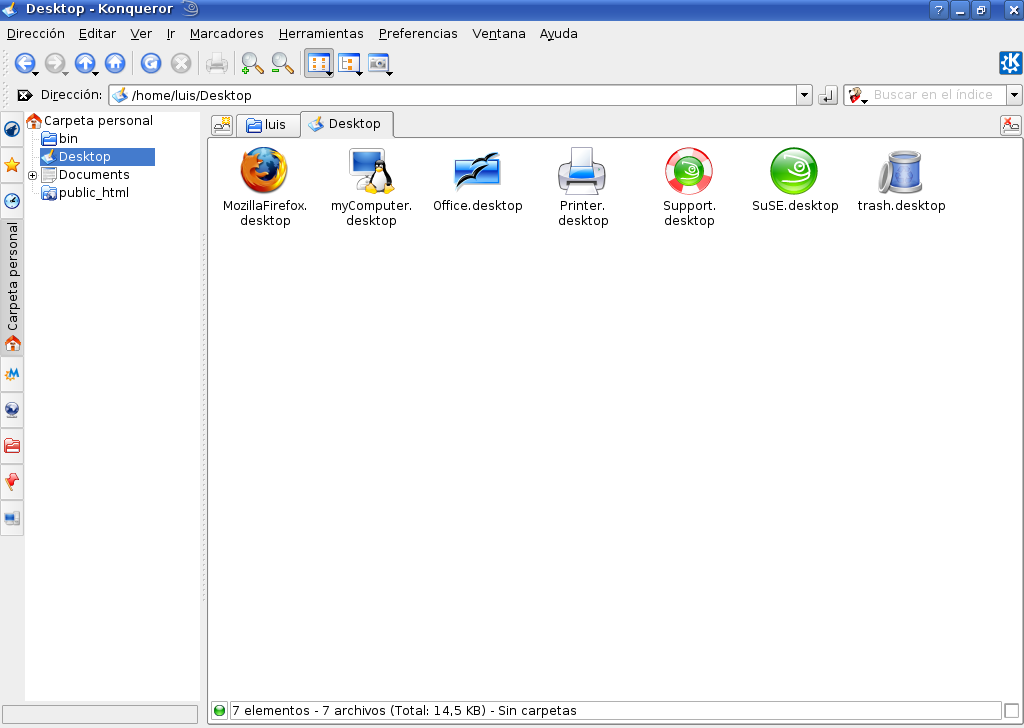 Desktop - Konqueror
Dirección Editar Ver Ir Marcadores Herramientas Preferencias Ventana Ayuda
Dirección: /home/luis/Desktop Buscar en el índice
Carpeta personal
bin
Desktop
Documents
public_html
Carpeta personal
luis Desktop
MozillaFirefox.
desktop
myComputer.
desktop
Office.desktop
Printer.
desktop
Support.
desktop
SuSE.desktop
trash.desktop
7 elementos - 7 archivos (Total: 14,5 KB) - Sin carpetas